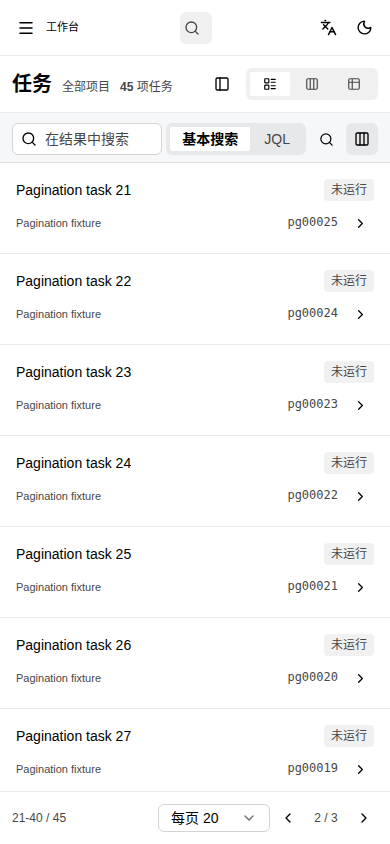 工作台
任务 全部项目 45 项任务
在结果中搜索 基本搜索 JQL
Pagination task 21 未运行
Pagination fixture pg00025
Pagination task 22 未运行
Pagination fixture pg00024
Pagination task 23 未运行
Pagination fixture pg00023
Pagination task 24 未运行
Pagination fixture pg00022
Pagination task 25 未运行
Pagination fixture pg00021
Pagination task 26 未运行
Pagination fixture pg00020
Pagination task 27 未运行
Pagination fixture pg00019
21-40 / 45 每页 20 2 / 3